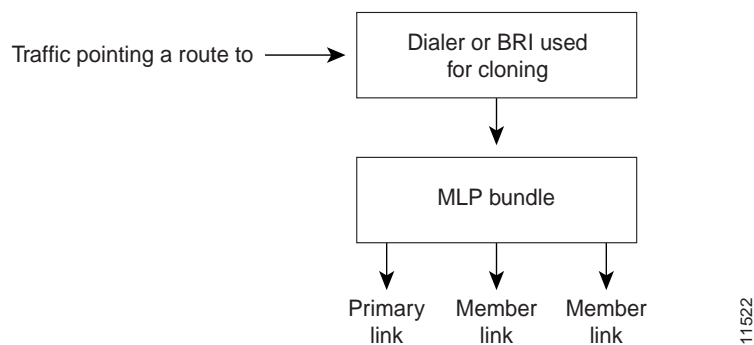 Traffic pointing a route to
Dialer or BRI used
for cloning
MLP bundle
Primary
link
Member
link
Member
link
11522